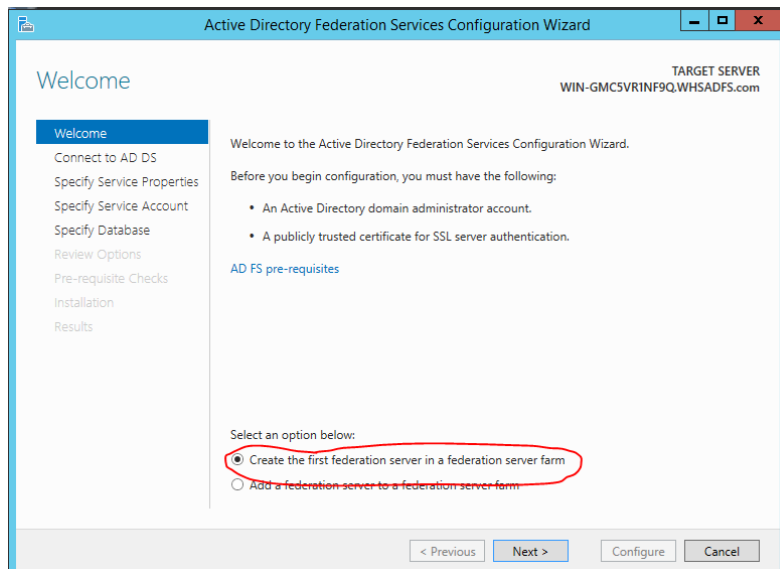 Active Directory Federation Services Configuration Wizard
Welcome
TARGET SERVER
WIN-GMC5VR1NF9Q.WHSADFS.com
Welcome
Connect to AD DS
Specify Service Properties
Specify Service Account
Specify Database
Review Options
Pre-requisite Checks
Installation
Results
Welcome to the Active Directory Federation Services Configuration Wizard.
Before you begin configuration, you must have the following:
• An Active Directory domain administrator account.
• A publicly trusted certificate for SSL server authentication.
AD FS pre-requisites
Select an option below:
Create the first federation server in a federation server farm
Add a federation server to a federation server farm
< Previous Next > Configure Cancel